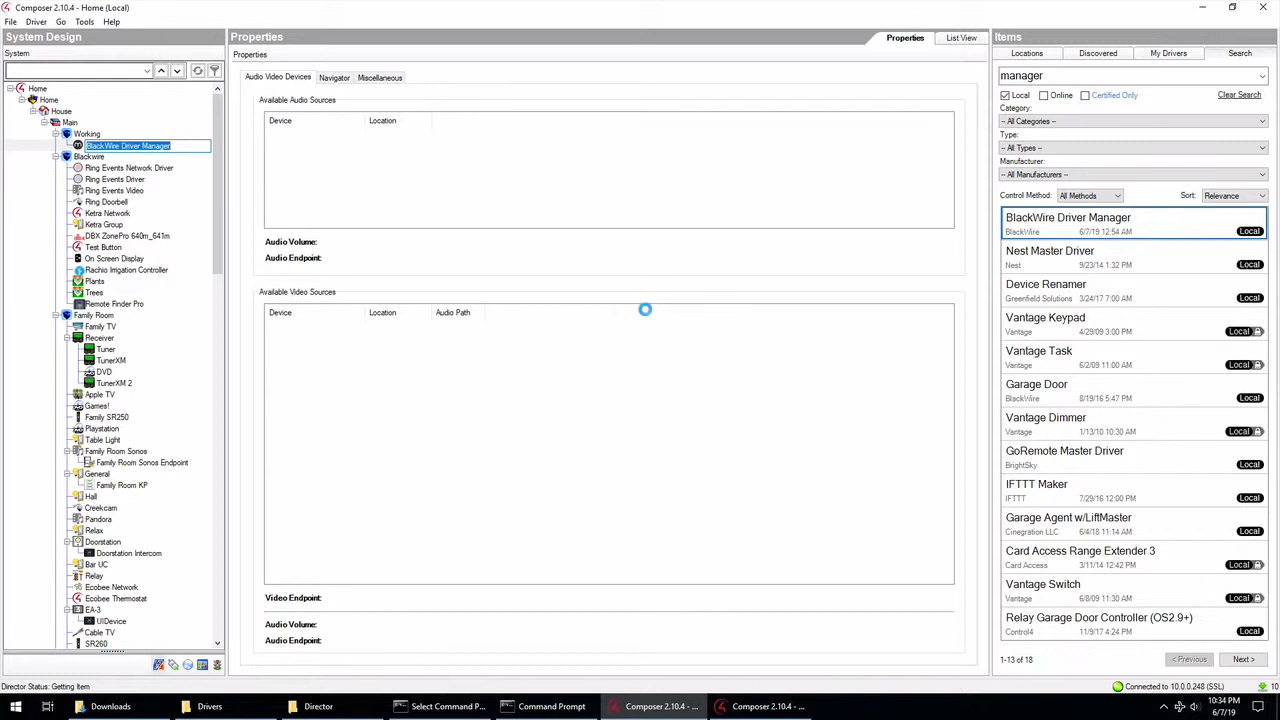 Composer 2.10.4 - Home (Local)
File Driver Go Tools Help
System Design
System
Home
Home
House
Main
Working
BlackWire Driver Manager
Blackwire
Ring Events Network Driver
Ring Events Driver
Ring Events Video
Ring Doorbell
Ketra Network
Ketra Group
DBX ZonePro 640m_641m
Test Button
On Screen Display
Rachio Irrigation Controller
Plants
Trees
Remote Finder Pro
Family Room
Family TV
Receiver
Tuner
TunerXM
DVD
TunerXM 2
Apple TV
Games!
Family SR250
Playstation
Table Light
Family Room Sonos
Family Room Sonos Endpoint
General
Family Room KP
Hall
Creekcam
Pandora
Relax
Doorstation
Doorstation Intercom
Bar UC
Relay
Ecobee Network
Ecobee Thermostat
EA-3
UIDevice
Cable TV
SR260
Director Status: Getting Item
Properties
Properties List View
Properties
Audio Video Devices Navigator Miscellaneous
Available Audio Sources
Device Location
Audio Volume:
Audio Endpoint:
Available Video Sources
Device Location Audio Path
Video Endpoint:
Audio Volume:
Audio Endpoint:
Items
Locations Discovered My Drivers Search
manager
Local Online Certified Only Clear Search
Category:
-- All Categories --
Type:
-- All Types --
Manufacturer:
-- All Manufacturers --
Control Method: All Methods Sort: Relevance
BlackWire Driver Manager
BlackWire 6/7/19 12:54 AM Local
Nest Master Driver
Nest 9/23/14 1:32 PM Local
Device Renamer
Greenfield Solutions 3/24/17 7:00 AM Local
Vantage Keypad
Vantage 4/29/09 3:00 PM Local
Vantage Task
Vantage 6/2/09 11:00 AM Local
Garage Door
BlackWire 8/19/16 5:47 PM Local
Vantage Dimmer
Vantage 1/13/10 10:30 AM Local
GoRemote Master Driver
BrightSky Local
IFTTT Maker
IFTTT 7/29/16 12:00 PM Local
Garage Agent w/LiftMaster
Cinegration LLC 6/4/18 11:14 AM Local
Card Access Range Extender 3
Card Access 3/11/14 12:42 PM Local
Vantage Switch
Vantage 6/8/09 11:30 AM Local
Relay Garage Door Controller (OS2.9+)
Control4 11/9/17 4:24 PM Local
1-13 of 18 < Previous Next >
Connected to 10.0.0.248 (SSL) 10
Downloads Drivers Director Select Command P... Command Prompt Composer 2.10.4 - ... Composer 2.10.4 - ...
10:34 PM
6/7/19